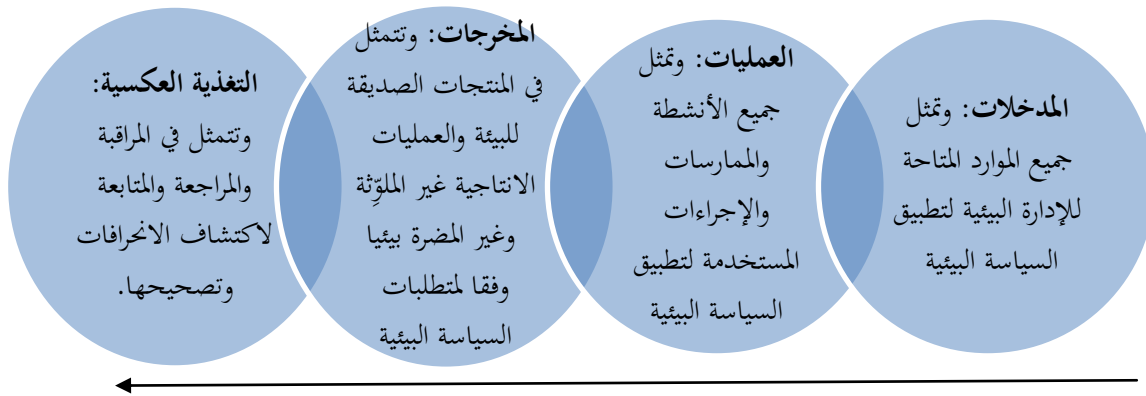 المدخلات: وتمثل
جميع الموارد المتاحة
للإدارة البيئية لتطبيق
السياسة البيئية
العمليات: وتمثل
جميع الأنشطة
والممارسات
والإجراءات
المستخدمة لتطبيق
السياسة البيئية
المخرجات: وتتمثل
في المنتجات الصديقة
للبيئة والعمليات
الانتاجية غير الملوِّثة
وغير المضرة بيئيا
وفقا لمتطلبات
السياسة البيئية
التغذية العكسية:
وتتمثل في المراقبة
والمراجعة والمتابعة
لاكتشاف الانحرافات
وتصحيحها.